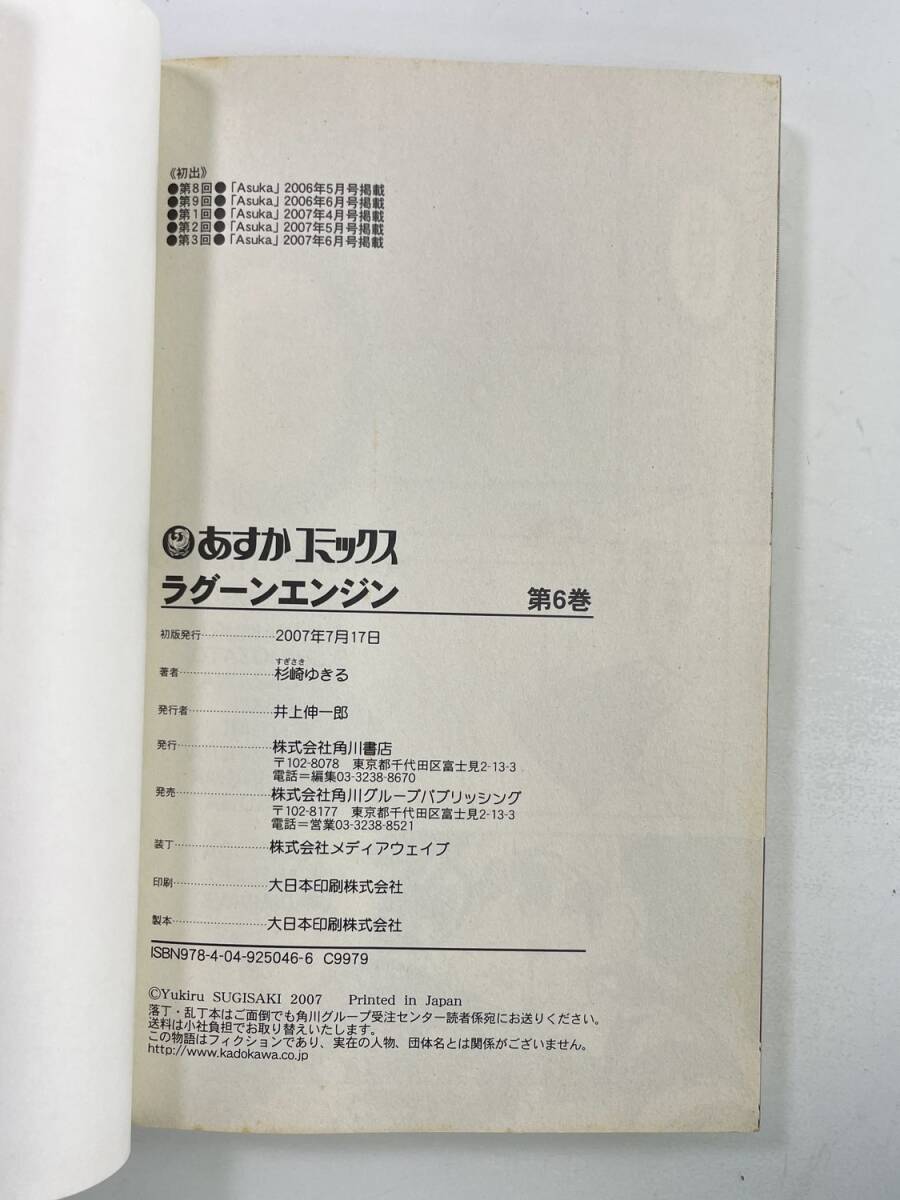 《初出》
●第8回●「Asuka」2006年5月号掲載
●第9回●「Asuka」2006年6月号掲載
●第1回●「Asuka」2007年4月号掲載
●第2回●「Asuka」2007年5月号掲載
●第3回●「Asuka」2007年6月号掲載
あすかコミックス
ラグーンエンジン 第6巻
初版発行…………………2007年7月17日
すぎさき
著者…………………杉崎ゆきる
発行者…………………井上伸一郎
発行…………………株式会社角川書店
〒102-8078 東京都千代田区富士見2-13-3
電話＝編集03-3238-8670
発売…………………株式会社角川グループパブリッシング
〒102-8177 東京都千代田区富士見2-13-3
電話＝営業03-3238-8521
装丁…………………株式会社メディアウェイブ
印刷…………………大日本印刷株式会社
製本…………………大日本印刷株式会社
ISBN978-4-04-925046-6 C9979
©Yukiru SUGISAKI 2007 Printed in Japan
落丁・乱丁本はご面倒でも角川グループ受注センター読者係宛にお送りください。
送料は小社負担でお取り替えいたします。
この物語はフィクションであり、実在の人物、団体名とは関係がございません。
http://www.kadokawa.co.jp